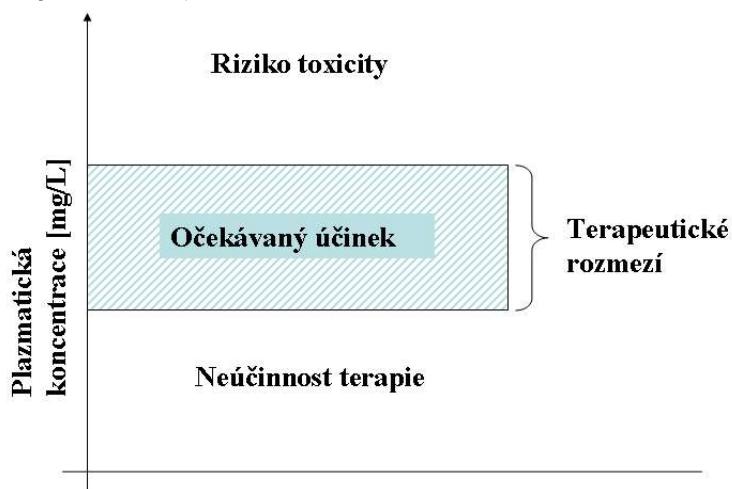 Riziko toxicity
Plazmatická
koncentrace [mg/L]
Očekávaný účinek
Terapeutické
rozmezí
Neúčinnost terapie